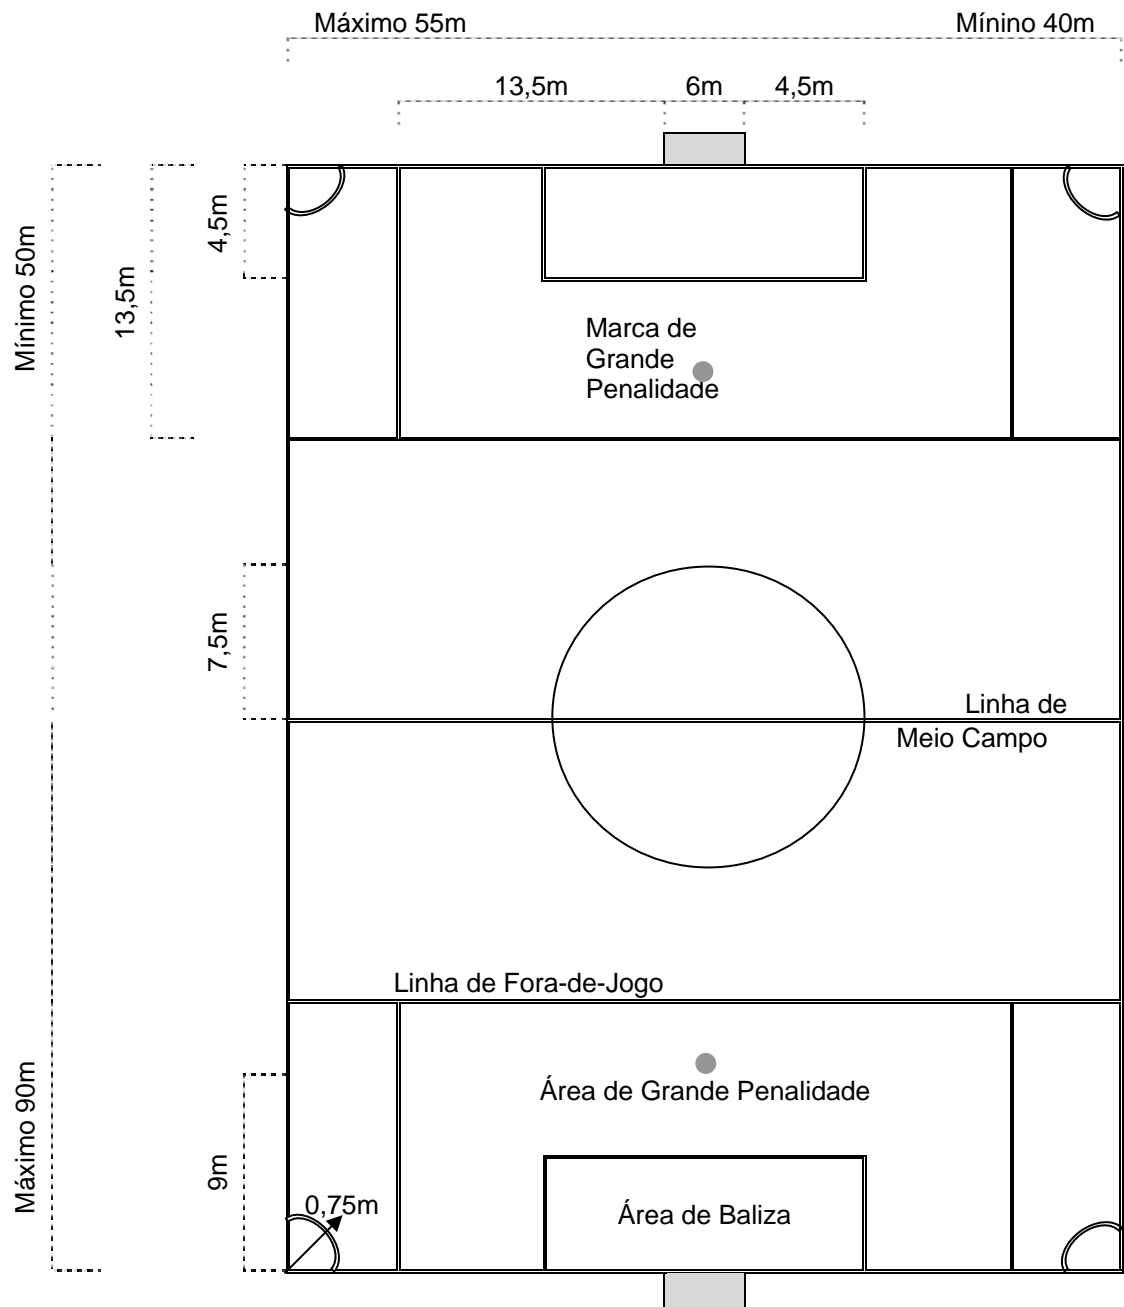 Máximo 55m
Mínino 40m
13,5m
6m
4,5m
4,5m
Mínimo 50m
13,5m
Marca de
Grande
Penalidade
7,5m
Linha de
Meio Campo
Linha de Fora-de-Jogo
Máximo 90m
9m
Área de Grande Penalidade
0,75m
Área de Baliza